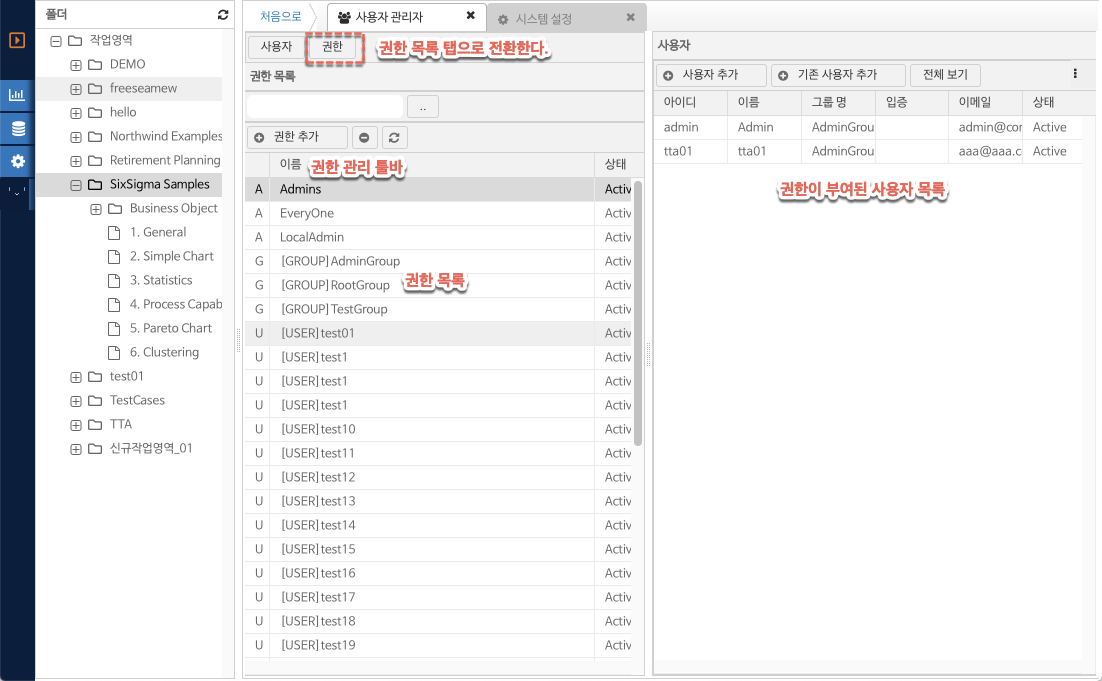 폴더
작업영역
DEMO
freeseamew
hello
Northwind Examples
Retirement Planning
SixSigma Samples
Business Object
1. General
2. Simple Chart
3. Statistics
4. Process Capab
5. Pareto Chart
6. Clustering
test01
TestCases
TTA
신규작업영역_01
처음으로
사용자 관리자
시스템 설정
사용자
권한
권한 목록 탭으로 전환한다.
권한 목록
..
권한 추가
이름
권한 관리 툴바
상태
A Admins Activ
A EveryOne Activ
A LocalAdmin Activ
G [GROUP]AdminGroup Activ
권한 목록
G [GROUP]RootGroup Activ
G [GROUP]TestGroup Activ
U [USER]test01 Activ
U [USER]test1 Activ
U [USER]test1 Activ
U [USER]test1 Activ
U [USER]test10 Activ
U [USER]test11 Activ
U [USER]test12 Activ
U [USER]test13 Activ
U [USER]test14 Activ
U [USER]test15 Activ
U [USER]test16 Activ
U [USER]test17 Activ
U [USER]test18 Activ
U [USER]test19 Activ
사용자
사용자 추가 기존 사용자 추가 전체 보기
아이디 이름 그룹 명 입증 이메일 상태
admin Admin AdminGrou admin@cor Active
tta01 tta01 AdminGrou aaa@aaa.c Active
권한이 부여된 사용자 목록